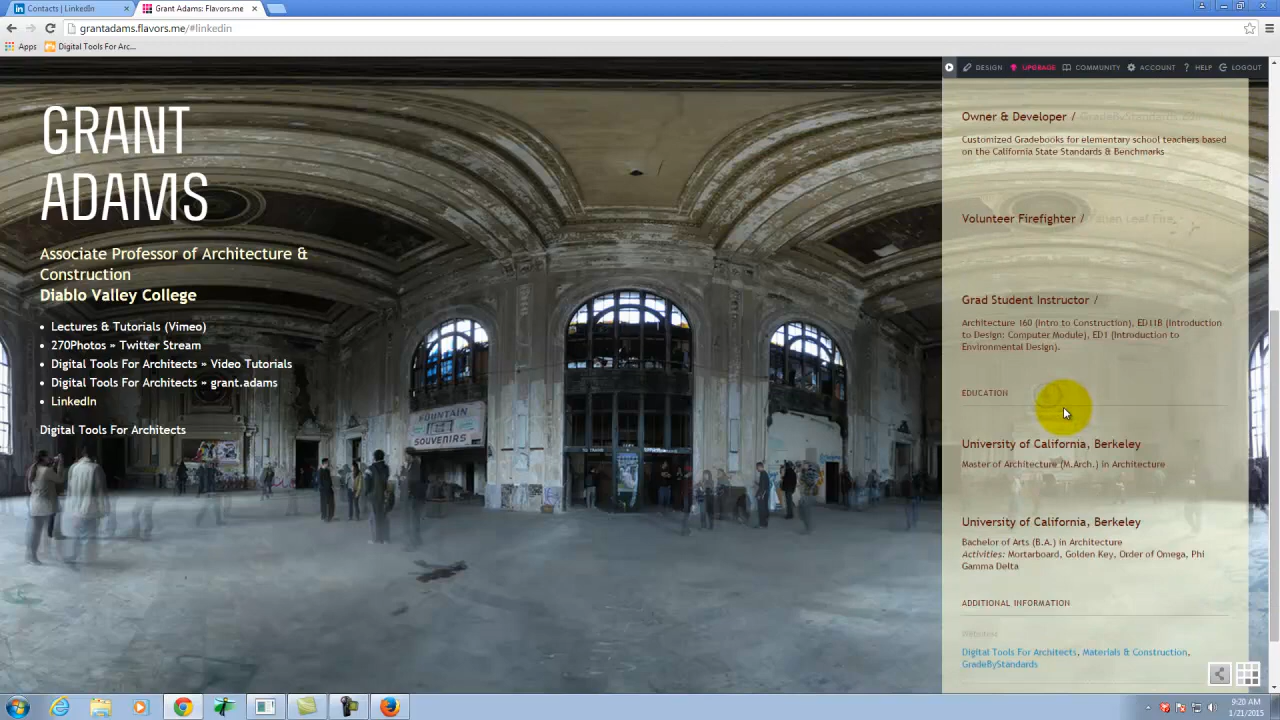 Contacts | LinkedIn
Grant Adams: Flavors.me
grantadams.flavors.me/#linkedin
Apps
Digital Tools For Arc...
DESIGN
UPGRADE
COMMUNITY
ACCOUNT
HELP
LOGOUT
GRANT
ADAMS
Associate Professor of Architecture &
Construction
Diablo Valley College
• Lectures & Tutorials (Vimeo)
• 270Photos » Twitter Stream
• Digital Tools For Architects » Video Tutorials
• Digital Tools For Architects » grant.adams
• LinkedIn
Digital Tools For Architects
FOUNTAIN
SOUVENIRS
Owner & Developer /
Customized Gradebooks for elementary school teachers based
on the California State Standards & Benchmarks
Volunteer Firefighter / Fallen Leaf Fire
Grad Student Instructor /
Architecture 160 (Intro to Construction), ED11B (Introduction
to Design: Computer Module), ED1 (Introduction to
Environmental Design).
EDUCATION
University of California, Berkeley
Master of Architecture (M.Arch.) in Architecture
University of California, Berkeley
Bachelor of Arts (B.A.) in Architecture
Activities: Mortarboard, Golden Key, Order of Omega, Phi
Gamma Delta
ADDITIONAL INFORMATION
Websites
Digital Tools For Architects, Materials & Construction,
GradeByStandards
9:20 AM
1/21/2015